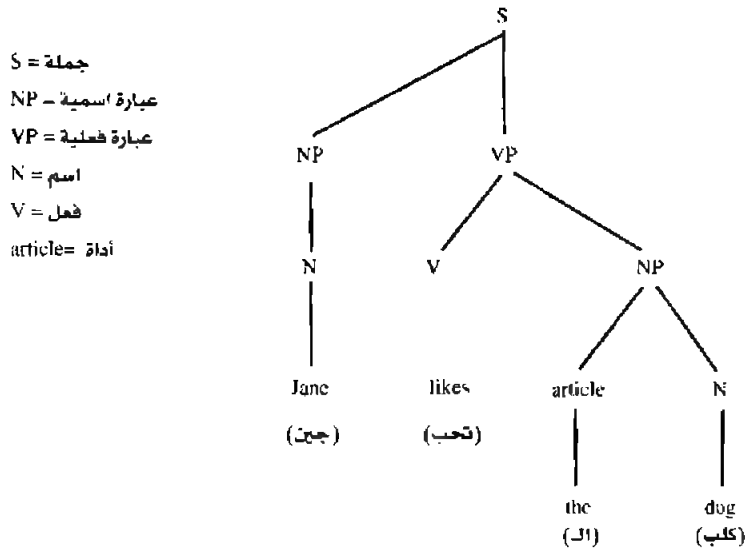 S
S = جملة
NP – عبارة اسمية
VP = عبارة فعلية
N = اسم
V = فعل
article= أداة
NP VP
N V NP
Jane likes article N
(جين) (تحب)
the dog
(الـ) (كلب)